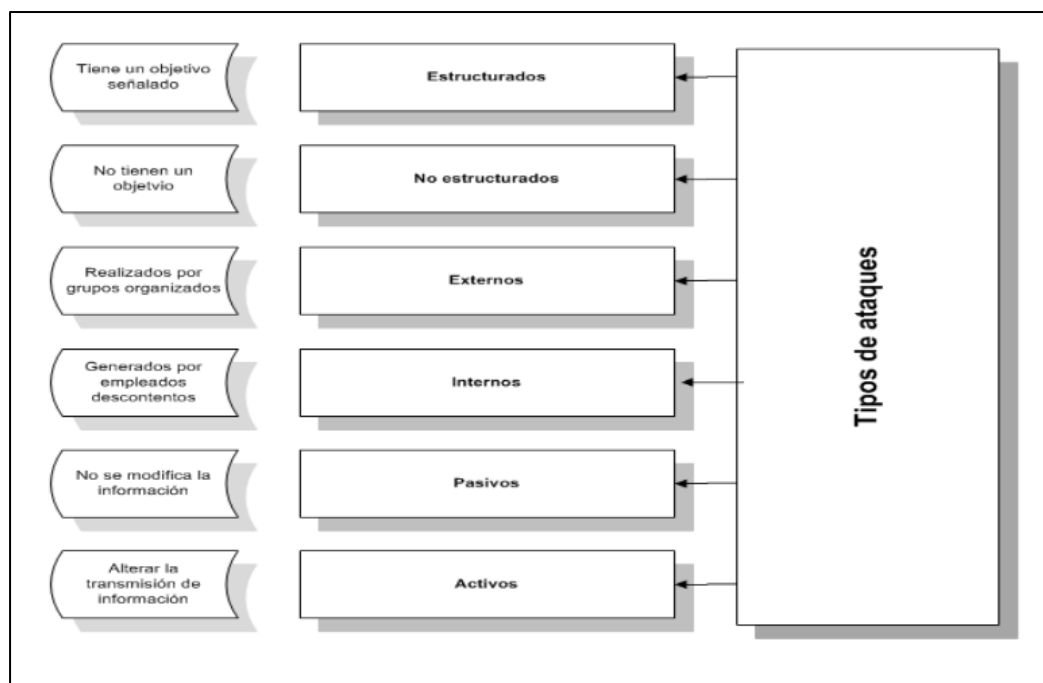 Tiene un objetivo
señalado
Estructurados
No tienen un
objetvio
No estructurados
Realizados por
grupos organizados
Externos
Generados por
empleados
descontentos
Internos
No se modifica la
información
Pasivos
Alterar la
transmisión de
información
Activos
Tipos de ataques